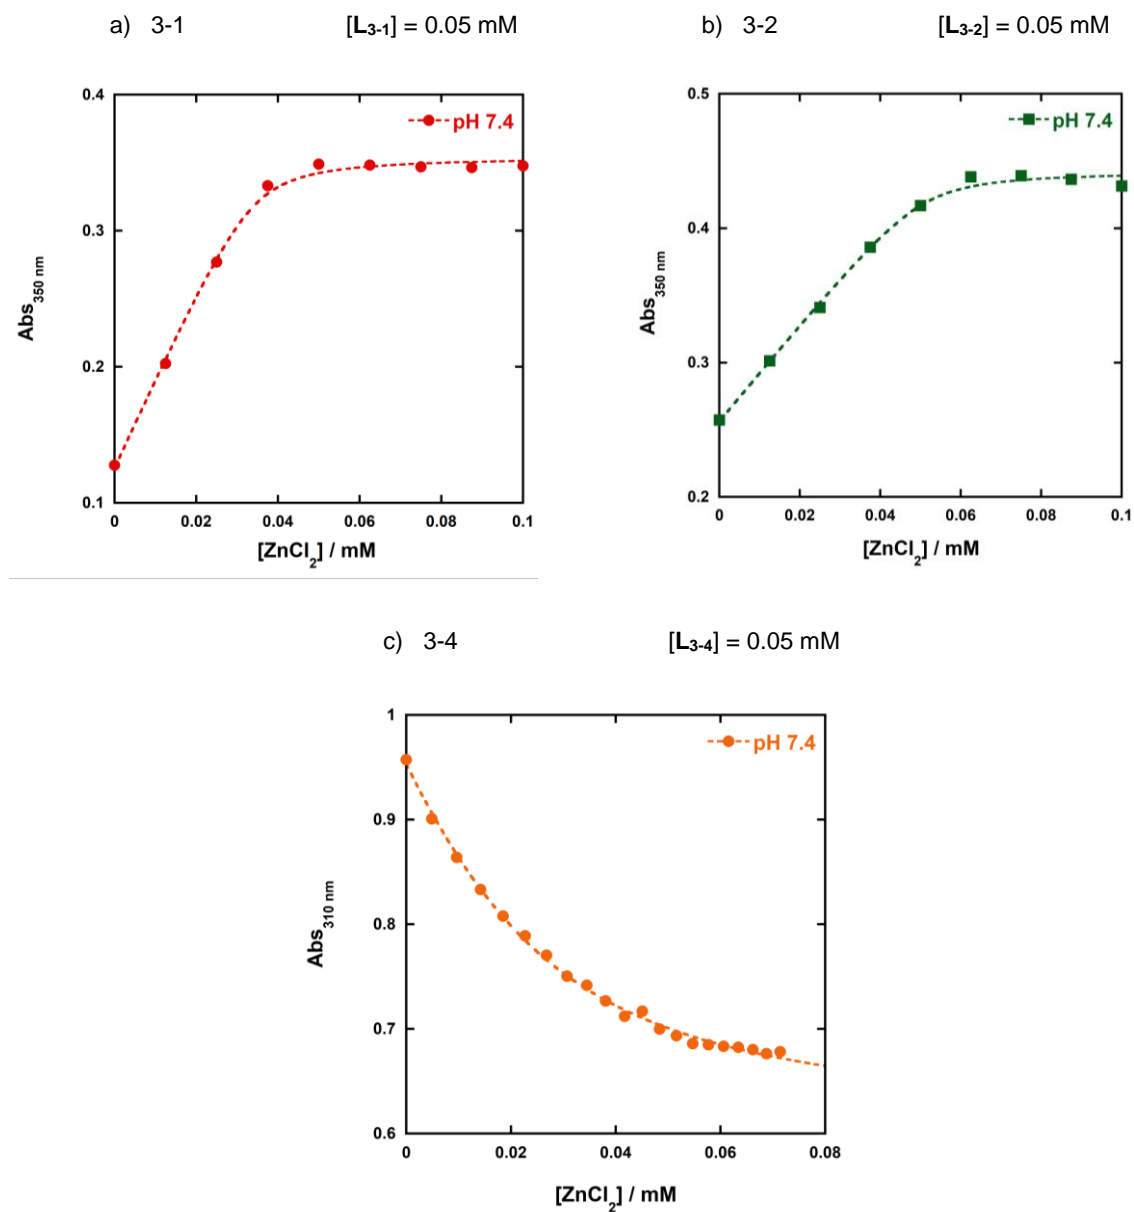 a) 3-1 [L3-1] = 0.05 mM
b) 3-2 [L3-2] = 0.05 mM
0.4
0.3
0.2
0.1
Abs350 nm
pH 7.4
0 0.02 0.04 0.06 0.08 0.1
[ZnCl2] / mM
0.5
0.4
0.3
0.2
Abs350 nm
pH 7.4
0 0.02 0.04 0.06 0.08 0.1
[ZnCl2] / mM
c) 3-4 [L3-4] = 0.05 mM
1
0.9
0.8
0.7
0.6
Abs310 nm
pH 7.4
0 0.02 0.04 0.06 0.08
[ZnCl2] / mM